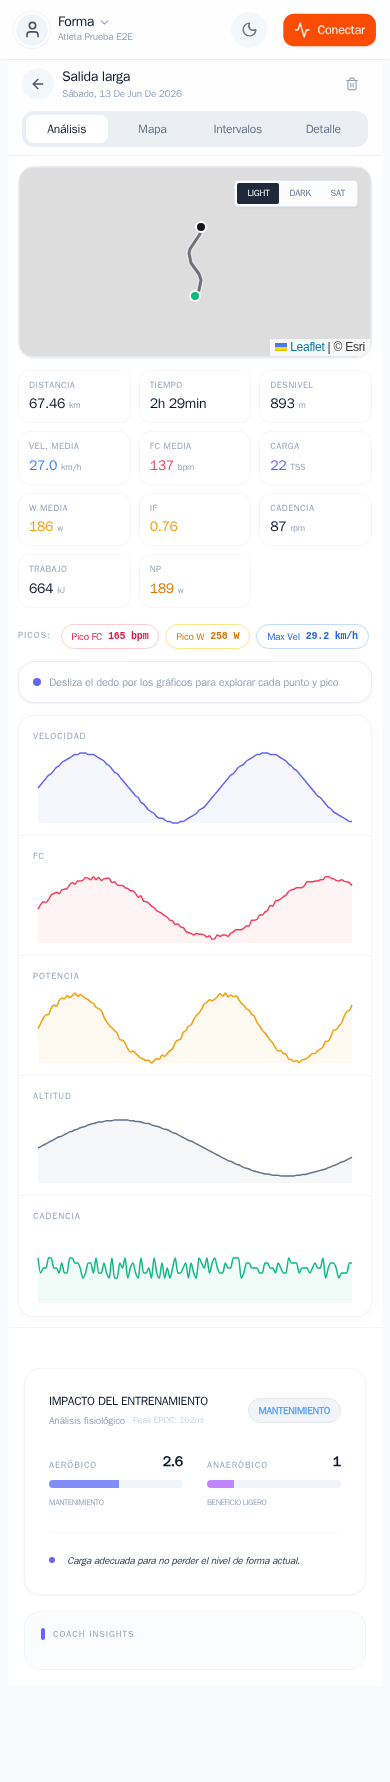 Forma
Atleta Prueba E2E
Conectar
Salida larga
Sábado, 13 De Jun De 2026
Análisis Mapa Intervalos Detalle
LIGHT DARK SAT
Leaflet | © Esri
DISTANCIA TIEMPO DESNIVEL
67.46 km 2h 29min 893 m
VEL. MEDIA FC MEDIA CARGA
27.0 km/h 137 bpm 22 TSS
W MEDIA IF CADENCIA
186 w 0.76 87 rpm
TRABAJO NP
664 kJ 189 w
PICOS: Pico FC 165 bpm Pico W 258 W Max Vel 29.2 km/h
Desliza el dedo por los gráficos para explorar cada punto y pico
VELOCIDAD
FC
POTENCIA
ALTITUD
CADENCIA
IMPACTO DEL ENTRENAMIENTO
MANTENIMIENTO
Análisis fisiológico Peak EPOC: 162ml
AERÓBICO 2.6 ANAERÓBICO 1
MANTENIMIENTO BENEFICIO LIGERO
Carga adecuada para no perder el nivel de forma actual.
COACH INSIGHTS